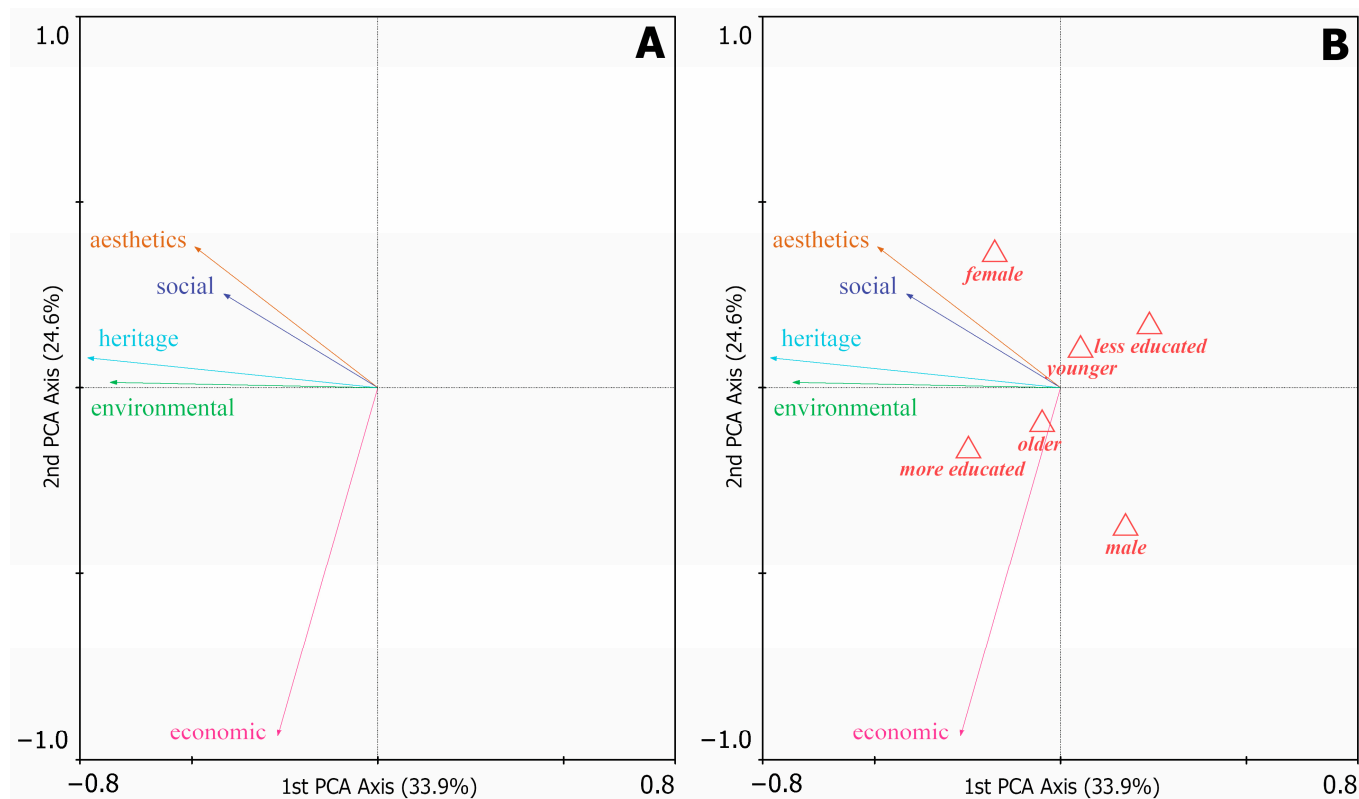 1.0
A
aesthetics
social
heritage
environmental
economic
2nd PCA Axis (24.6%)
−1.0
−0.8
1st PCA Axis (33.9%)
0.8
1.0
B
aesthetics
female
social
heritage
less educated
younger
environmental
older
more educated
male
economic
2nd PCA Axis (24.6%)
−1.0
−0.8
1st PCA Axis (33.9%)
0.8